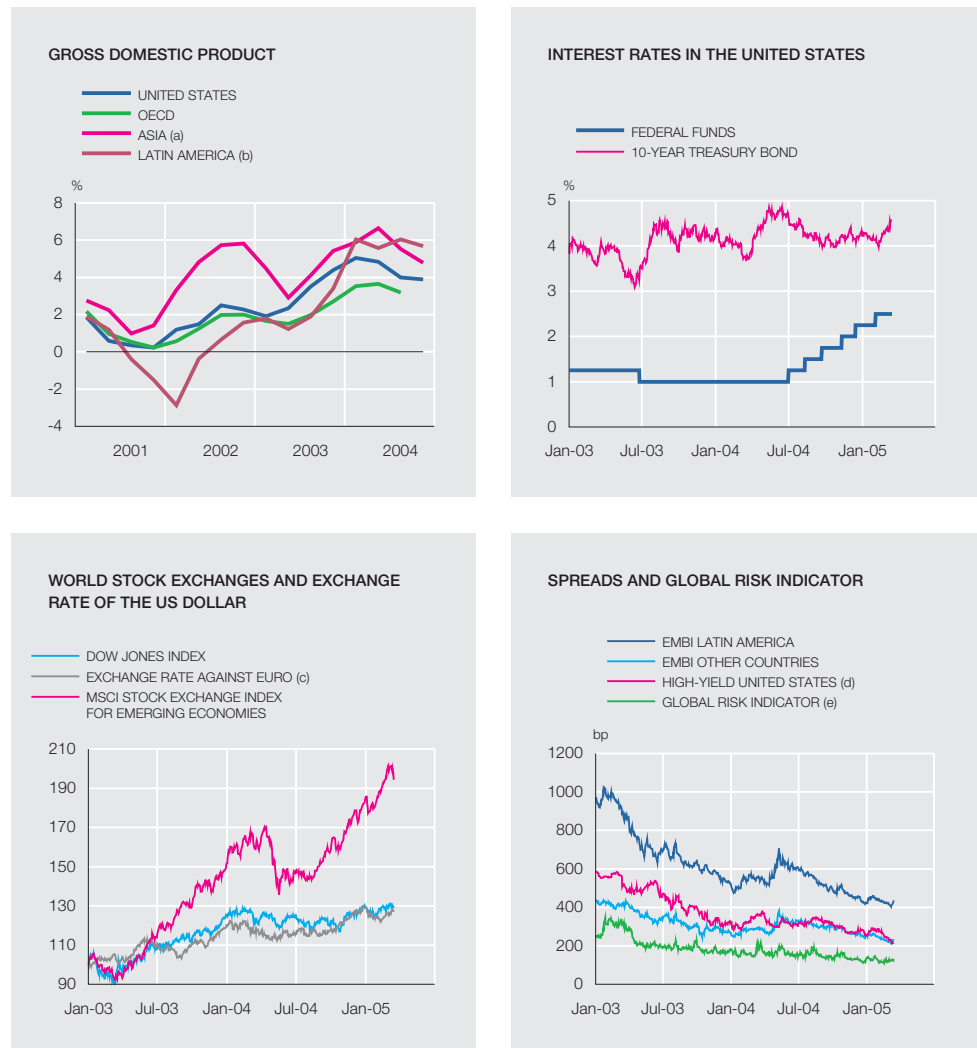 GROSS DOMESTIC PRODUCT
UNITED STATES
OECD
ASIA (a)
LATIN AMERICA (b)
%
8
6
4
2
0
-2
-4
2001 2002 2003 2004
INTEREST RATES IN THE UNITED STATES
FEDERAL FUNDS
10-YEAR TREASURY BOND
%
5
4
3
2
1
0
Jan-03 Jul-03 Jan-04 Jul-04 Jan-05
WORLD STOCK EXCHANGES AND EXCHANGE
RATE OF THE US DOLLAR
DOW JONES INDEX
EXCHANGE RATE AGAINST EURO (c)
MSCI STOCK EXCHANGE INDEX
FOR EMERGING ECONOMIES
210
190
170
150
130
110
90
Jan-03 Jul-03 Jan-04 Jul-04 Jan-05
SPREADS AND GLOBAL RISK INDICATOR
EMBI LATIN AMERICA
EMBI OTHER COUNTRIES
HIGH-YIELD UNITED STATES (d)
GLOBAL RISK INDICATOR (e)
bp
1200
1000
800
600
400
200
0
Jan-03 Jul-03 Jan-04 Jul-04 Jan-05